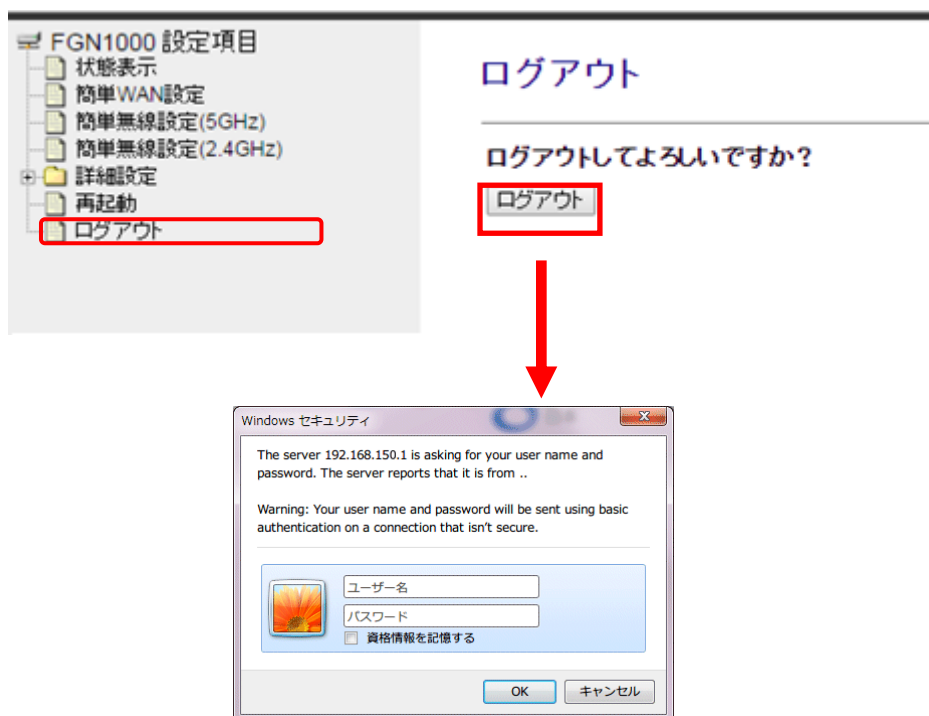 FGN1000 設定項目
状態表示
簡単WAN設定
簡単無線設定(5GHz)
簡単無線設定(2.4GHz)
詳細設定
再起動
ログアウト
ログアウト
ログアウトしてよろしいですか?
ログアウト
Windows セキュリティ
The server 192.168.150.1 is asking for your user name and
password. The server reports that it is from ..
Warning: Your user name and password will be sent using basic
authentication on a connection that isn't secure.
ユーザー名
パスワード
資格情報を記憶する
OK
キャンセル